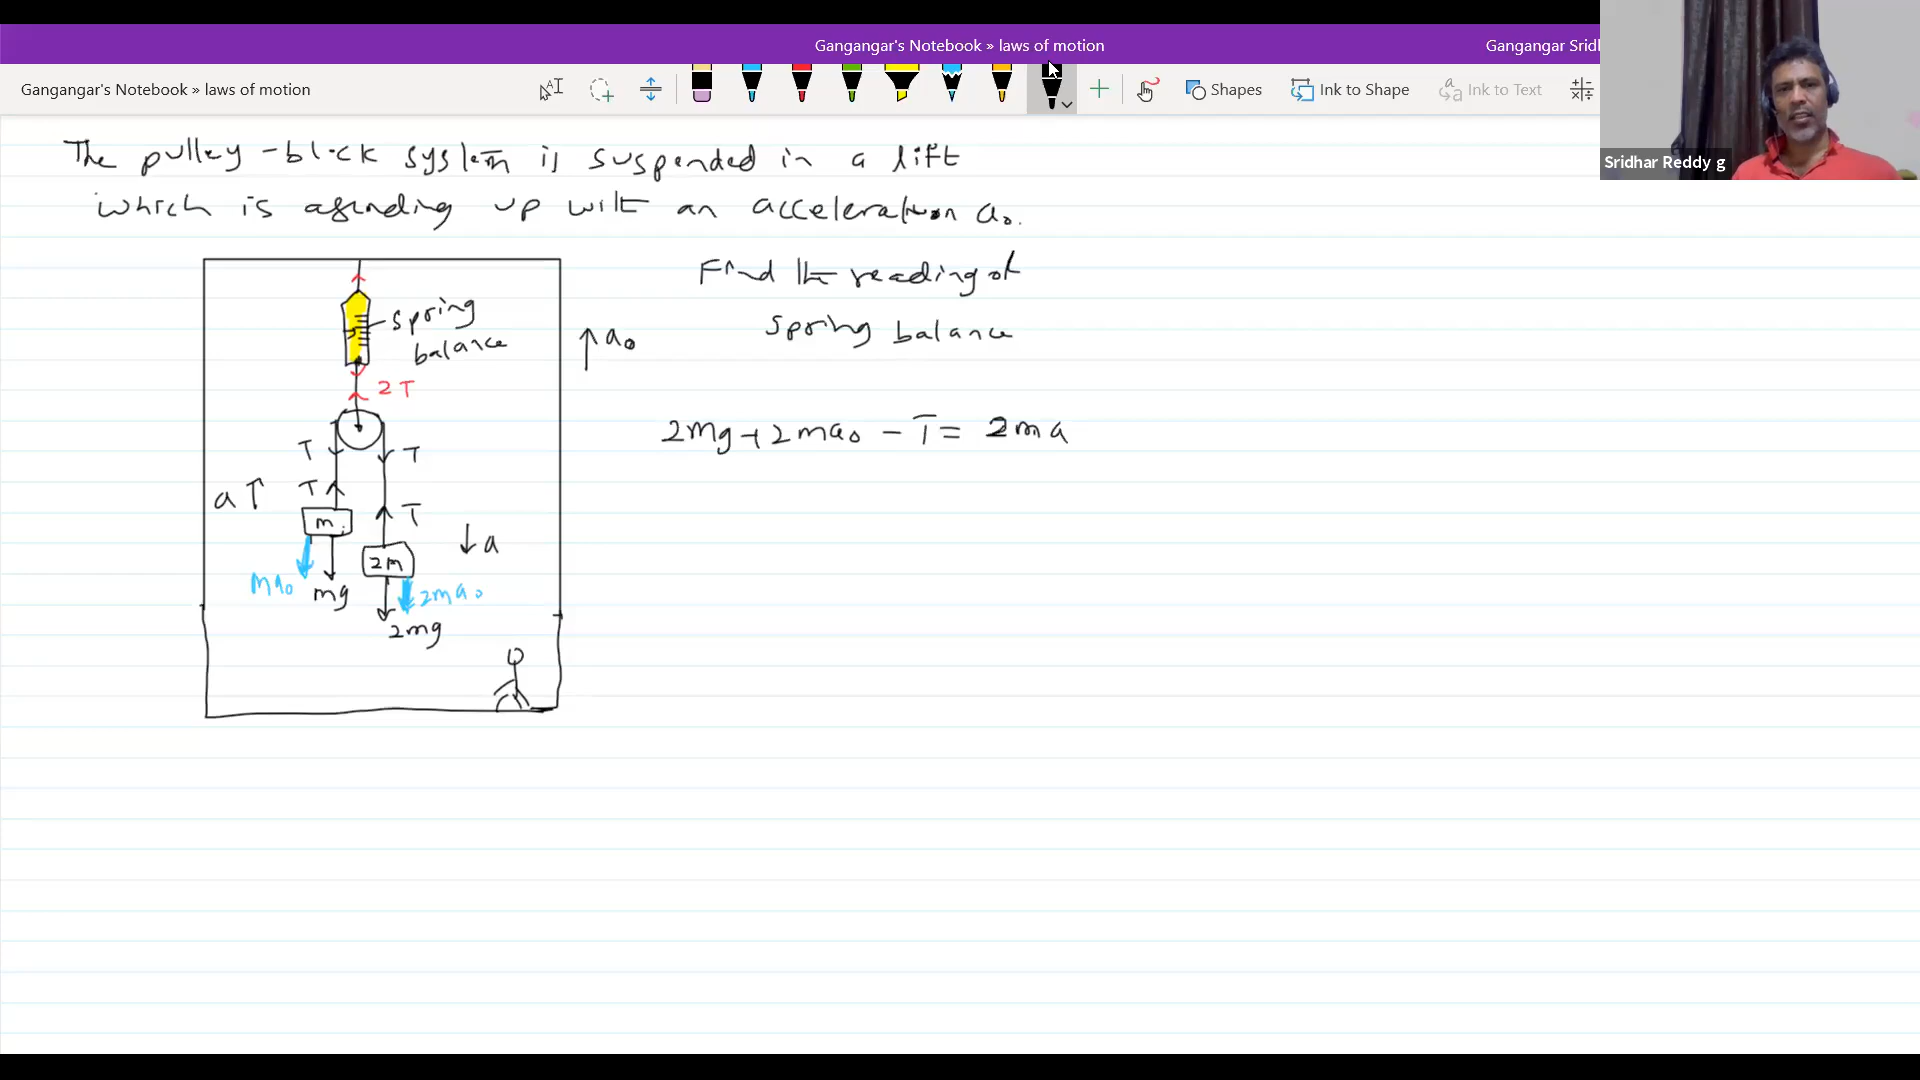 Gangangar's Notebook » laws of motion
Gangangar Sridl
Gangangar's Notebook » laws of motion
Shapes
Ink to Shape
Ink to Text
Sridhar Reddy g
The pulley-block system is suspended in a lift
which is up with an acceleration a₀.
Find the reading of
spring balance
spring
balance
↑a₀
2T
2mg+2ma₀ - T = 2ma
T
T
a↑
T
T
m
↓a
2m
ma₀
mg
2ma₀
2mg